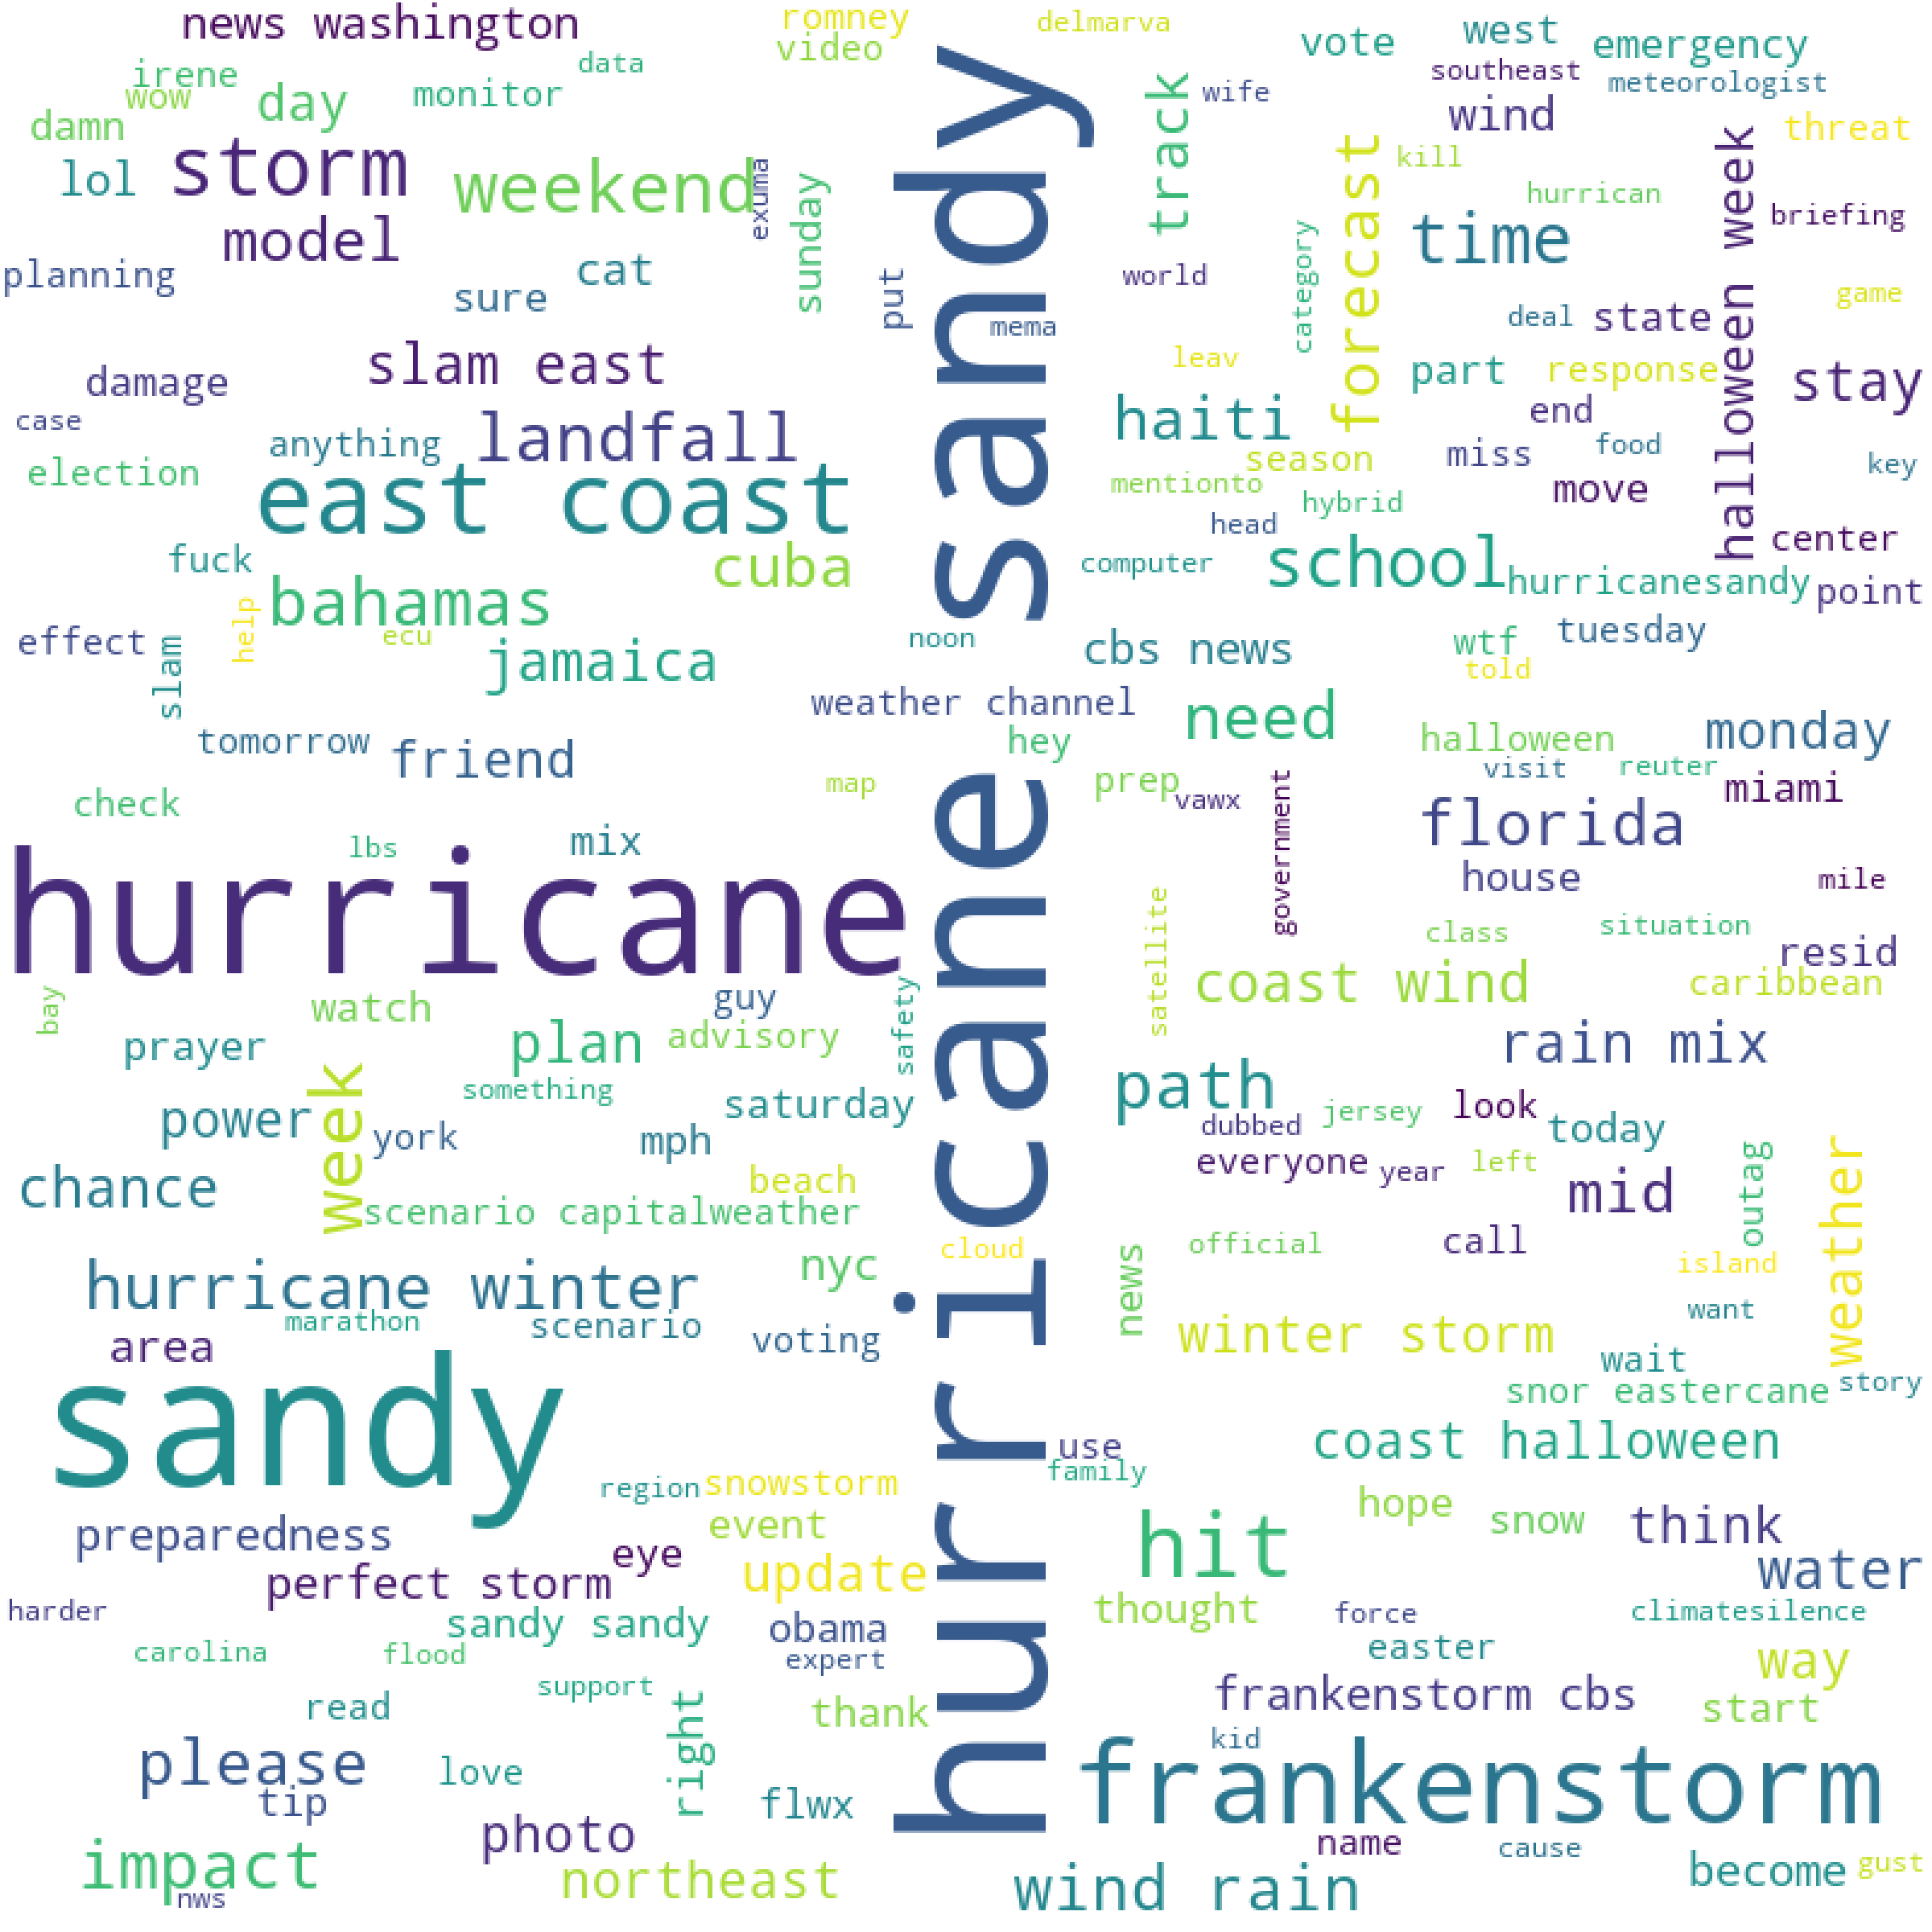 news washington
romney
delmarva
video
vote
west
emergency
irene
data
southeast
meteorologist
wow
day
monitor
wife
wind
damn
threat
storm
weekend
track
lol
exuma
sunday
forecast
kill
hurrican
halloween week
briefing
model
time
planning
cat
sure
put
world
category
game
mema
deal
state
slam east
leav
part
response
stay
damage
case
landfall
haiti
end
anything
season
miss
food
key
election
mentionto
east coast
hybrid
move
head
center
fuck
cuba
computer
school
hurricanesandy
point
bahamas
help
ecu
effect
slam
noon
cbs news
wtf
tuesday
jamaica
told
weather channel
need
tomorrow
friend
hey
halloween
monday
visit
reuter
check
map
prep
vawx
government
miami
lbs
mix
florida
house
mile
hurricane
hurricane sandy
satellite
class
situation
resid
coast wind
caribbean
bay
watch
guy
safety
prayer
plan
advisory
rain mix
week
something
path
power
york
saturday
mph
jersey
look
dubbed
today
everyone
year
left
outag
weather
chance
beach
mid
scenario capitalweather
cloud
official
call
nyc
news
island
hurricane winter
marathon
scenario
want
area
voting
winter storm
wait
snor eastercane
story
sandy
use
coast halloween
family
region
snowstorm
hope
snow
think
event
preparedness
hit
eye
perfect storm
update
water
harder
sandy sandy
obama
thought
force
climatesilence
carolina
flood
expert
easter
way
support
read
right
thank
frankenstorm cbs
start
kid
please
love
frankenstorm
tip
flwx
photo
name
cause
impact
northeast
wind rain
become
gust
nws